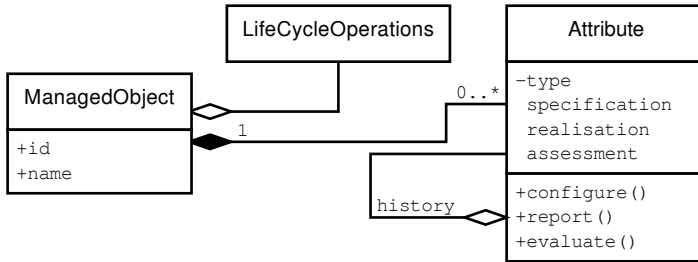 LifeCycleOperations
ManagedObject
+id
+name
1
0..*
Attribute
-type
specification
realisation
assessment
history
+configure()
+report()
+evaluate()